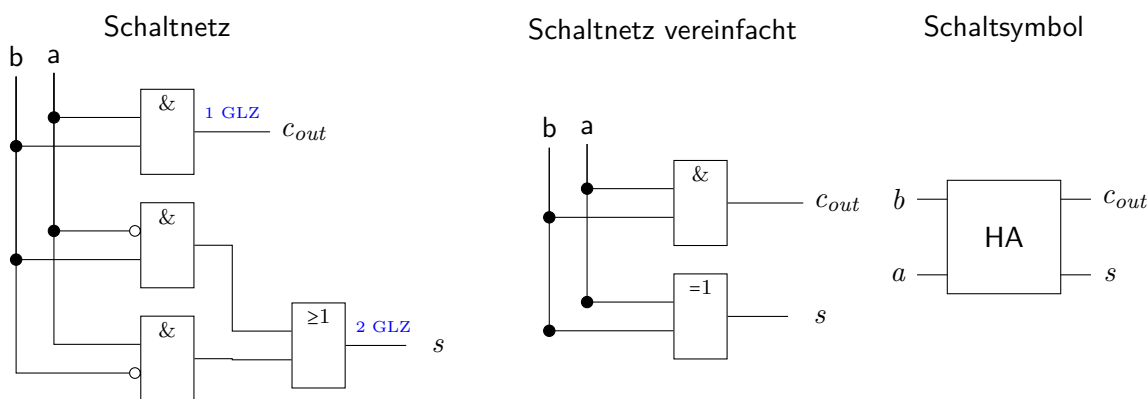 Schaltnetz
b
a
&
1 GLZ
c_out
&
&
≥1
2 GLZ
s
Schaltnetz vereinfacht
b
a
&
c_out
=1
s
Schaltsymbol
b
a
HA
c_out
s